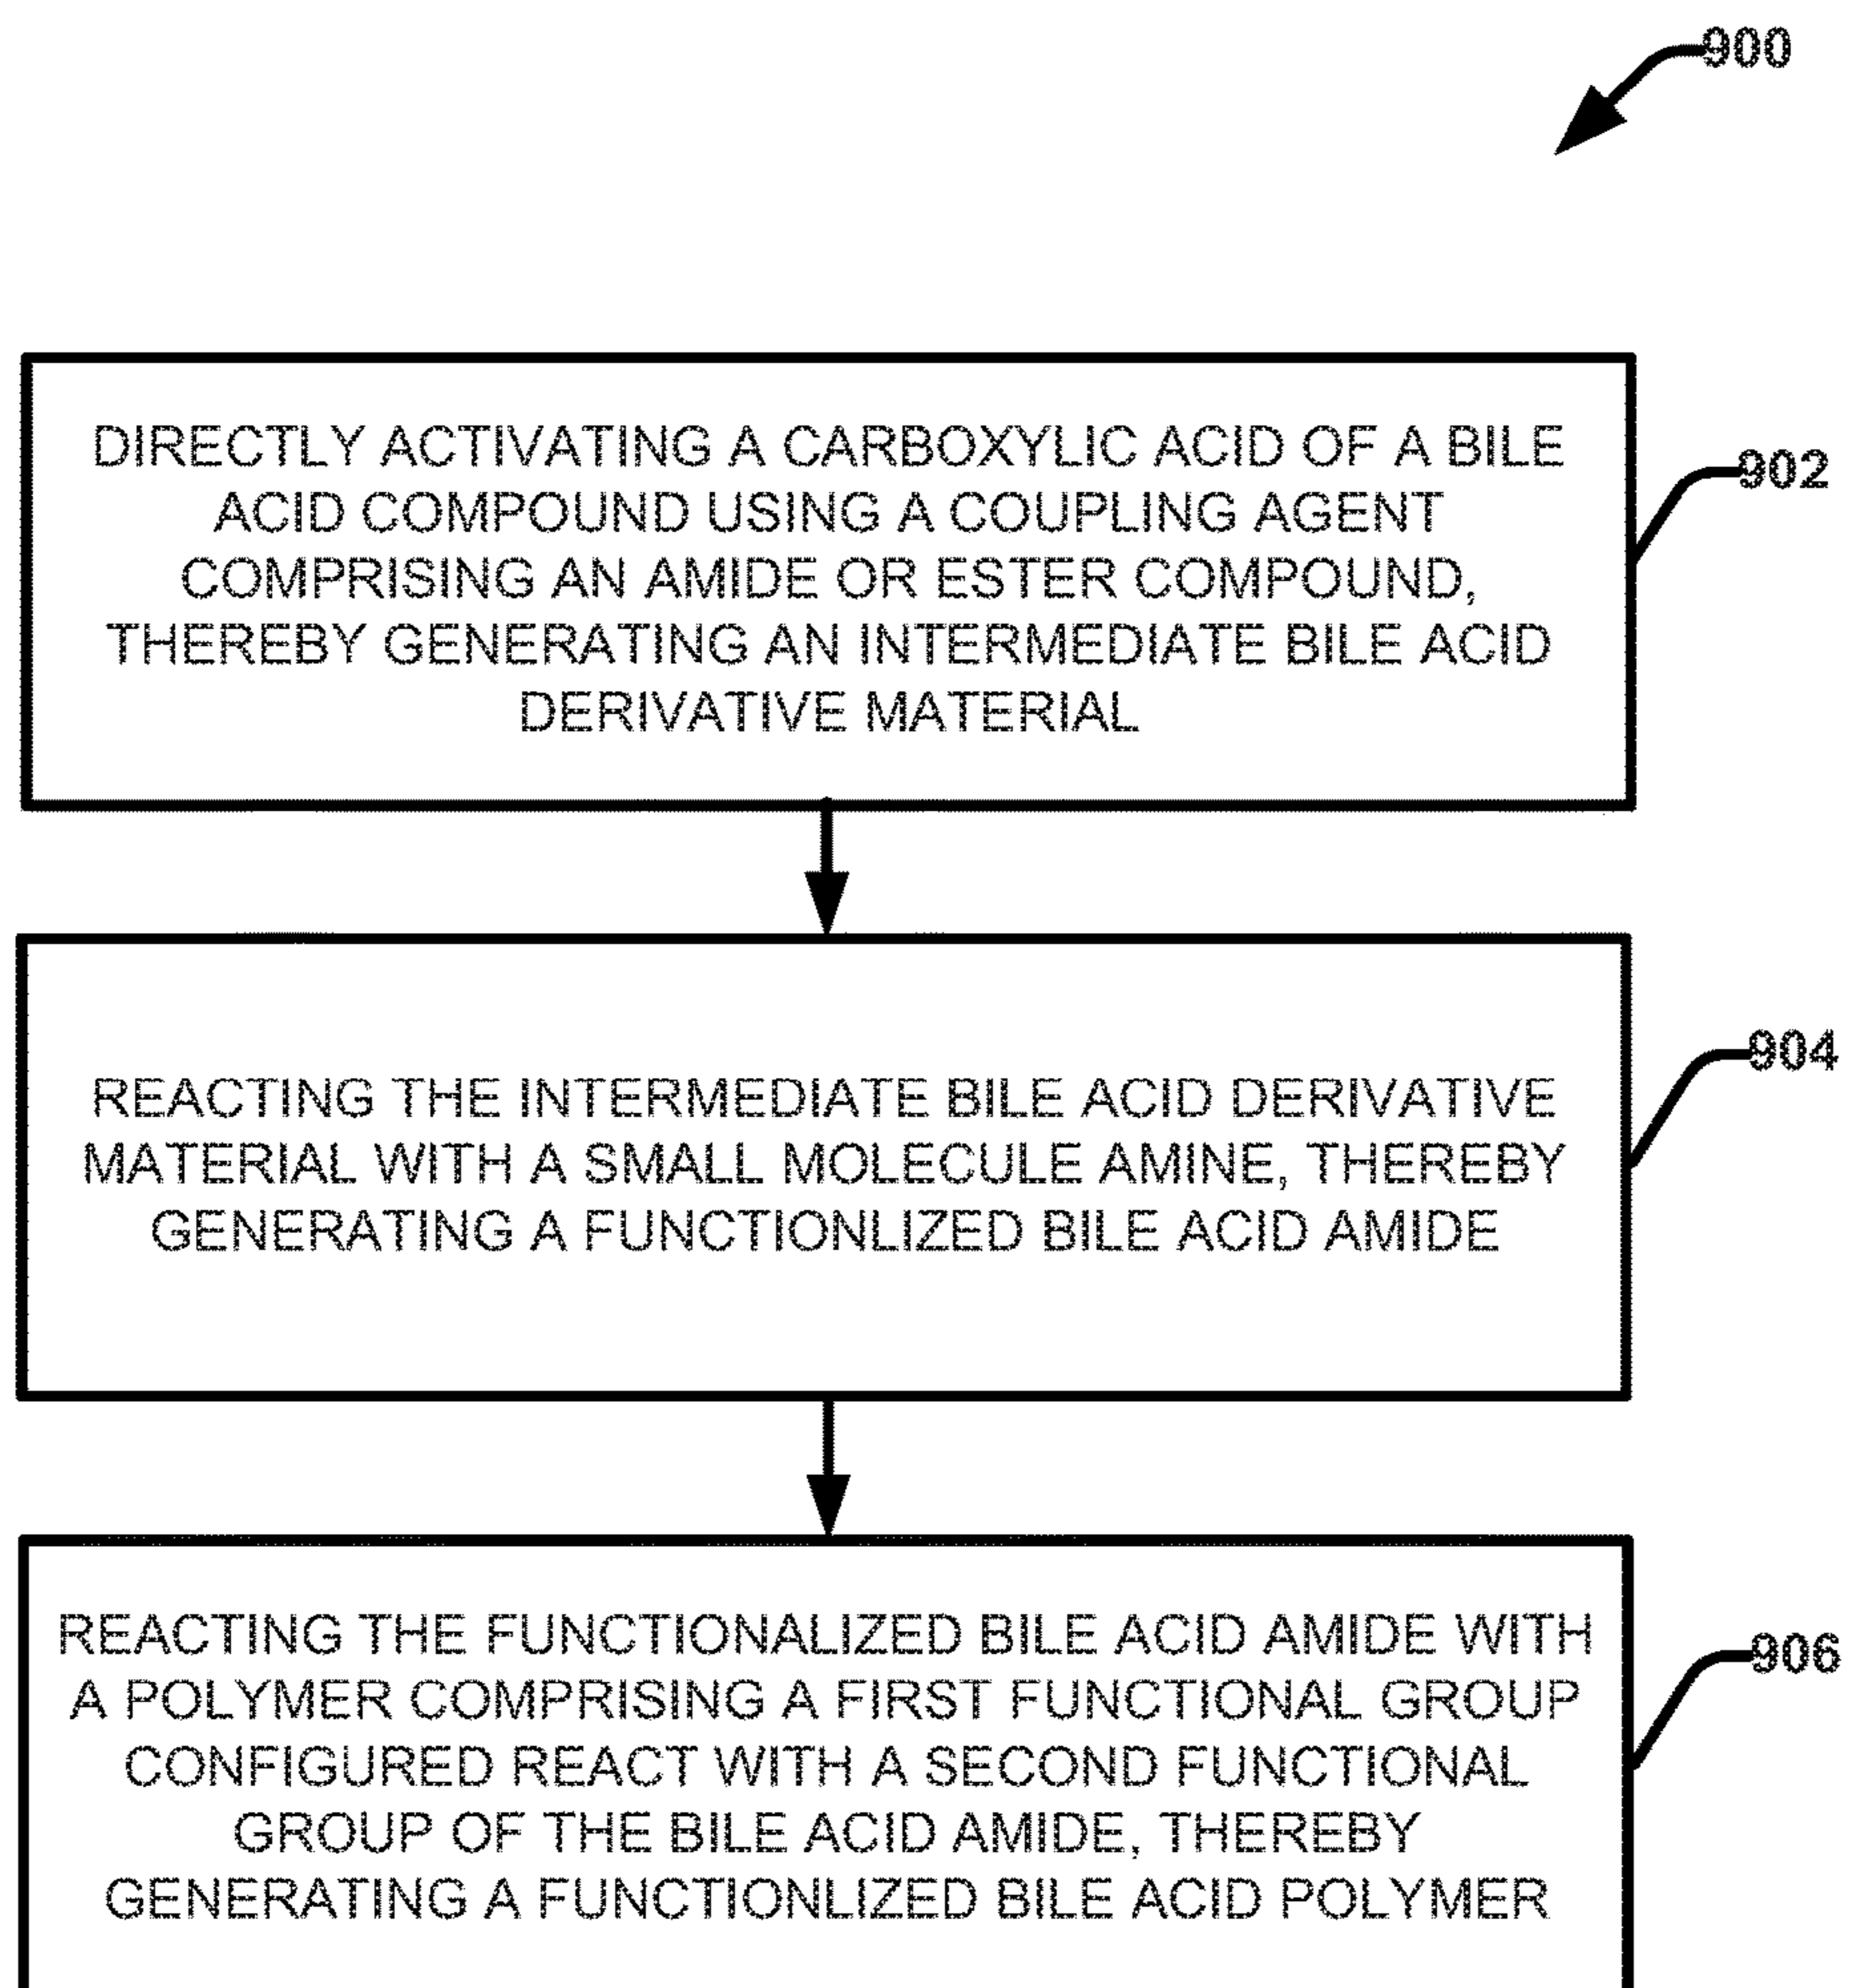 900
DIRECTLY ACTIVATING A CARBOXYLIC ACID OF A BILE
ACID COMPOUND USING A COUPLING AGENT
COMPRISING AN AMIDE OR ESTER COMPOUND,
THEREBY GENERATING AN INTERMEDIATE BILE ACID
DERIVATIVE MATERIAL
902
REACTING THE INTERMEDIATE BILE ACID DERIVATIVE
MATERIAL WITH A SMALL MOLECULE AMINE, THEREBY
GENERATING A FUNCTIONLIZED BILE ACID AMIDE
904
REACTING THE FUNCTIONALIZED BILE ACID AMIDE WITH
A POLYMER COMPRISING A FIRST FUNCTIONAL GROUP
CONFIGURED REACT WITH A SECOND FUNCTIONAL
GROUP OF THE BILE ACID AMIDE, THEREBY
GENERATING A FUNCTIONLIZED BILE ACID POLYMER
906